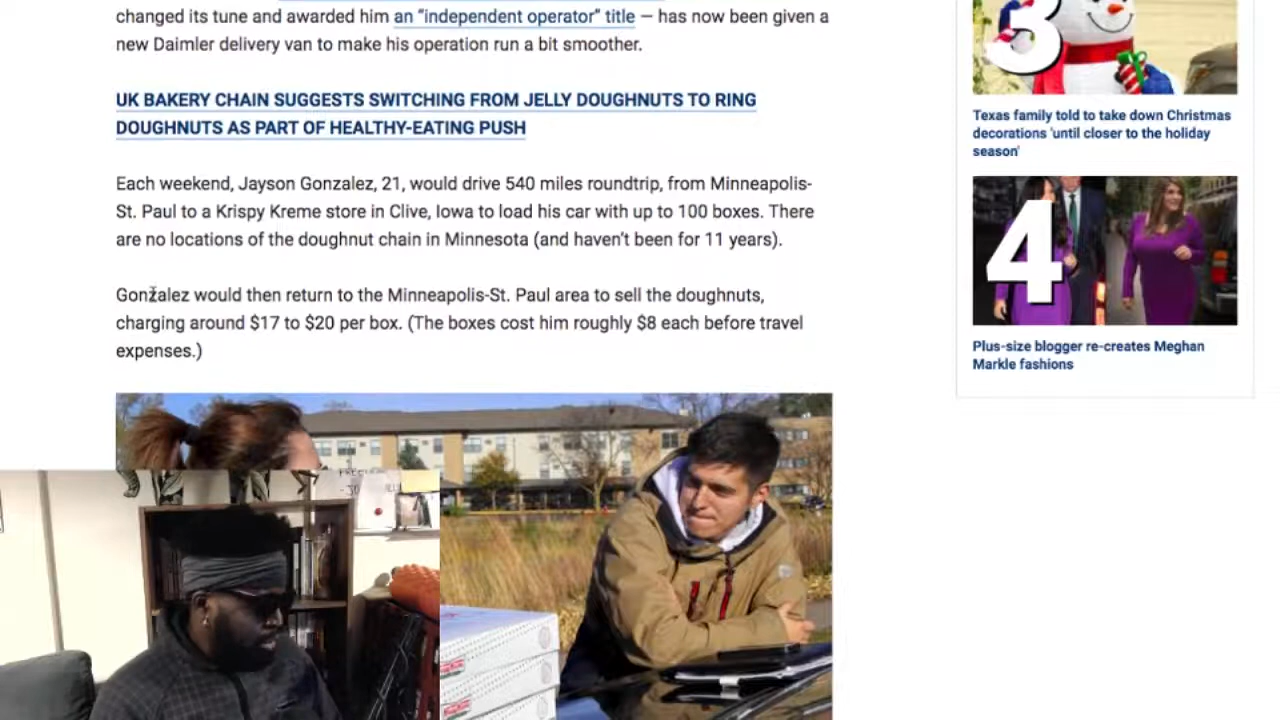 changed its tune and awarded him an “independent operator” title — has now been given a
new Daimler delivery van to make his operation run a bit smoother.
UK BAKERY CHAIN SUGGESTS SWITCHING FROM JELLY DOUGHNUTS TO RING
DOUGHNUTS AS PART OF HEALTHY-EATING PUSH
Each weekend, Jayson Gonzalez, 21, would drive 540 miles roundtrip, from Minneapolis-
St. Paul to a Krispy Kreme store in Clive, Iowa to load his car with up to 100 boxes. There
are no locations of the doughnut chain in Minnesota (and haven’t been for 11 years).
Gonzalez would then return to the Minneapolis-St. Paul area to sell the doughnuts,
charging around $17 to $20 per box. (The boxes cost him roughly $8 each before travel
expenses.)
3
Texas family told to take down Christmas
decorations 'until closer to the holiday
season'
4
Plus-size blogger re-creates Meghan
Markle fashions